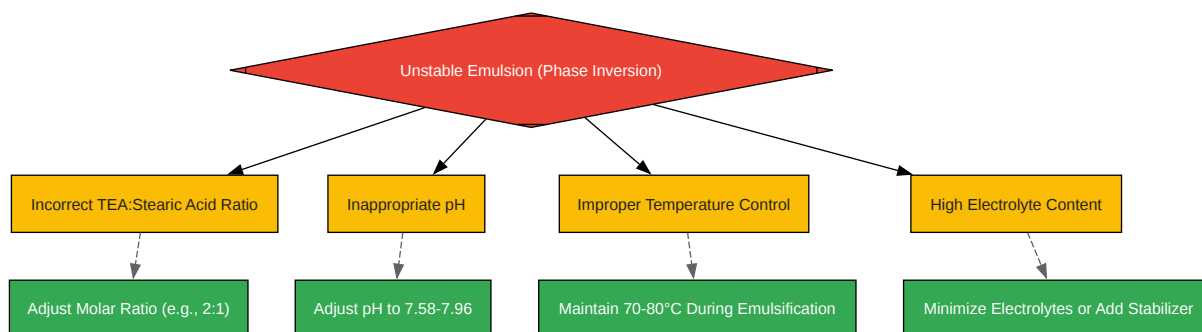 Unstable Emulsion (Phase Inversion)
Incorrect TEA:Stearic Acid Ratio
Inappropriate pH
Improper Temperature Control
High Electrolyte Content
Adjust Molar Ratio (e.g., 2:1)
Adjust pH to 7.58-7.96
Maintain 70-80°C During Emulsification
Minimize Electrolytes or Add Stabilizer